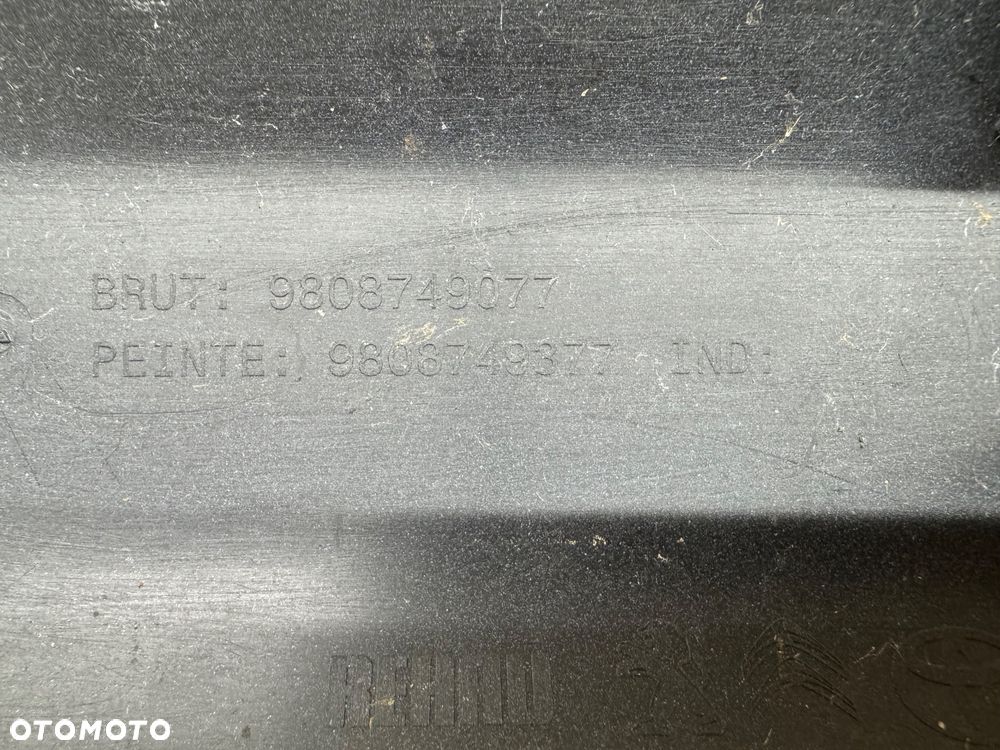 BRUT: 9808749077
PEINTE: 9808749377 IND:
REHAU
OTOMOTO